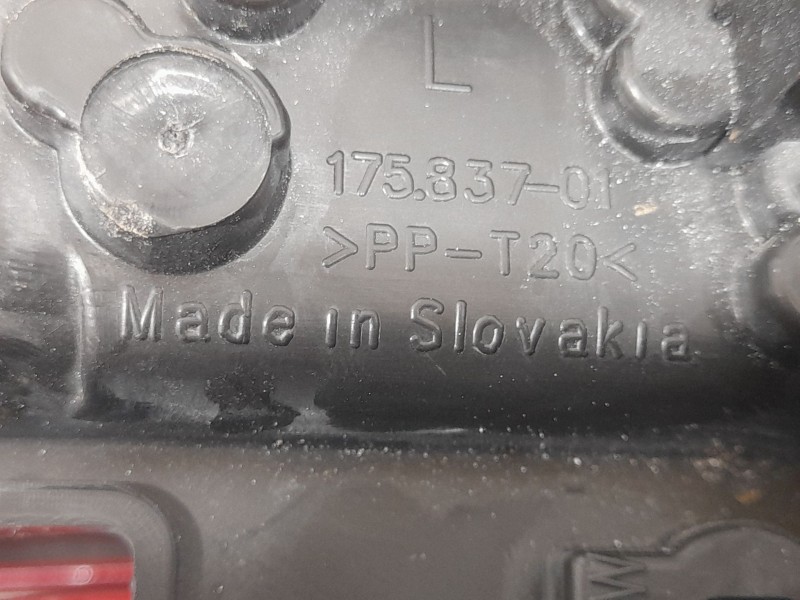 L
175.837-01
>PP-T20<
Made in Slovakia
W